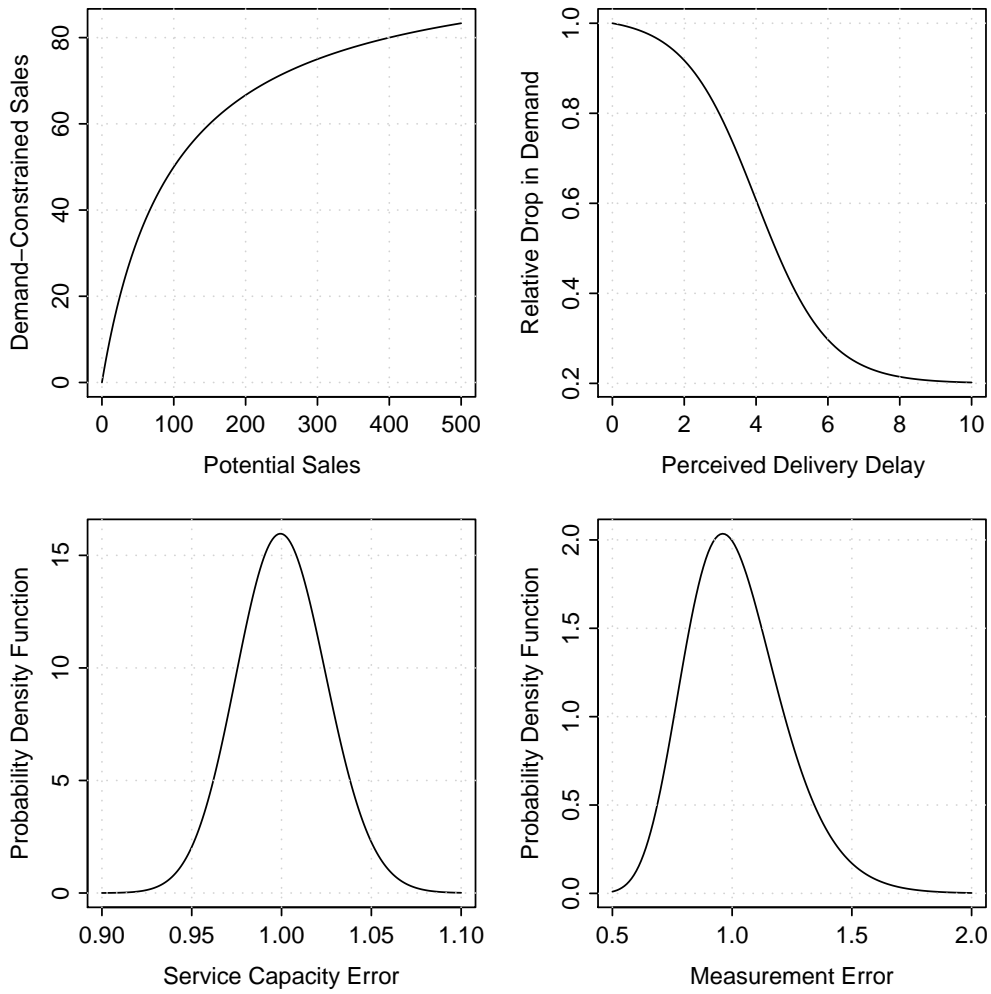 Demand−Constrained Sales
0 20 40 60 80
0 100 200 300 400 500
Potential Sales
Relative Drop in Demand
0.2 0.4 0.6 0.8 1.0
0 2 4 6 8 10
Perceived Delivery Delay
Probability Density Function
0 5 10 15
0.90 0.95 1.00 1.05 1.10
Service Capacity Error
Probability Density Function
0.0 0.5 1.0 1.5 2.0
0.5 1.0 1.5 2.0
Measurement Error